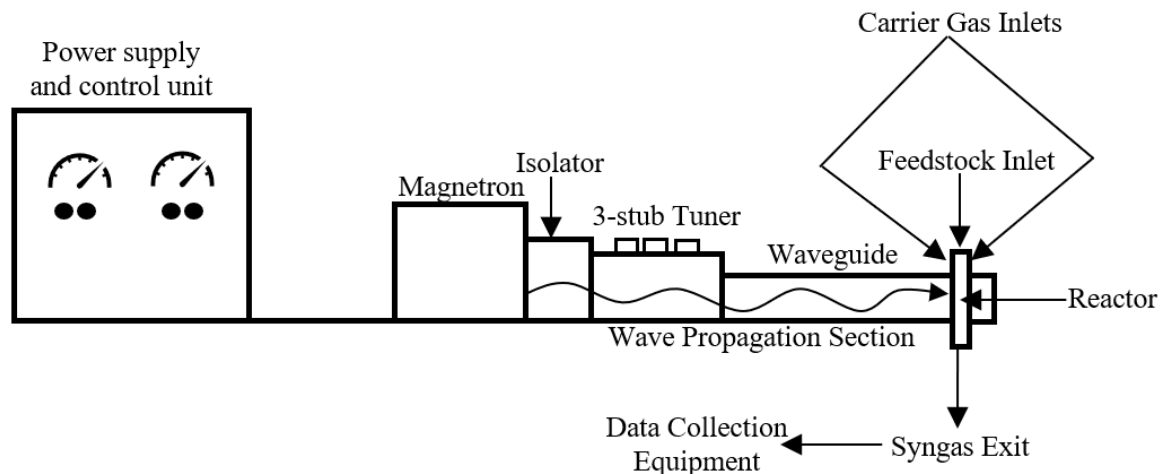 Carrier Gas Inlets
Power supply
and control unit
Isolator
Feedstock Inlet
Magnetron
3-stub Tuner
Waveguide
Reactor
Wave Propagation Section
Data Collection
Equipment
Syngas Exit